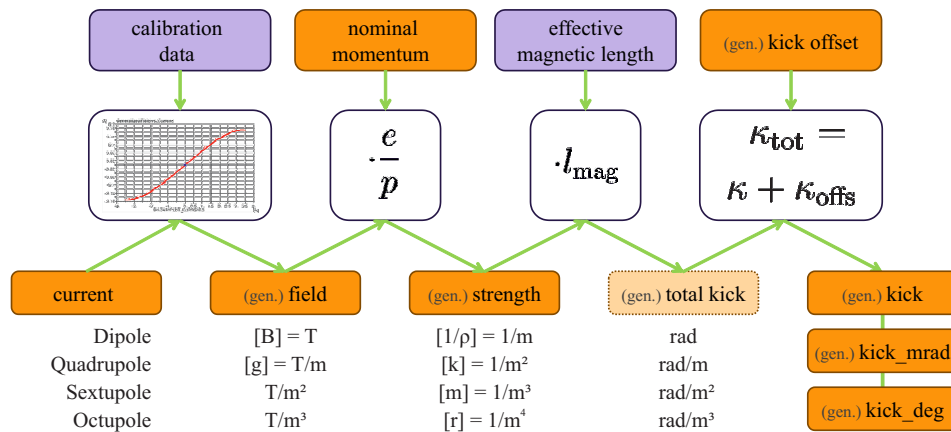 calibration
data
nominal
momentum
effective
magnetic length
(gen.) kick offset
· e/p
· l_mag
κ_tot =
κ + κ_offs
current
(gen.) field
(gen.) strength
(gen.) total kick
(gen.) kick
Dipole [B] = T [1/ρ] = 1/m rad
(gen.) kick_mrad
Quadrupole [g] = T/m [k] = 1/m² rad/m
Sextupole T/m² [m] = 1/m³ rad/m²
Octupole T/m³ [r] = 1/m⁴ rad/m³
(gen.) kick_deg